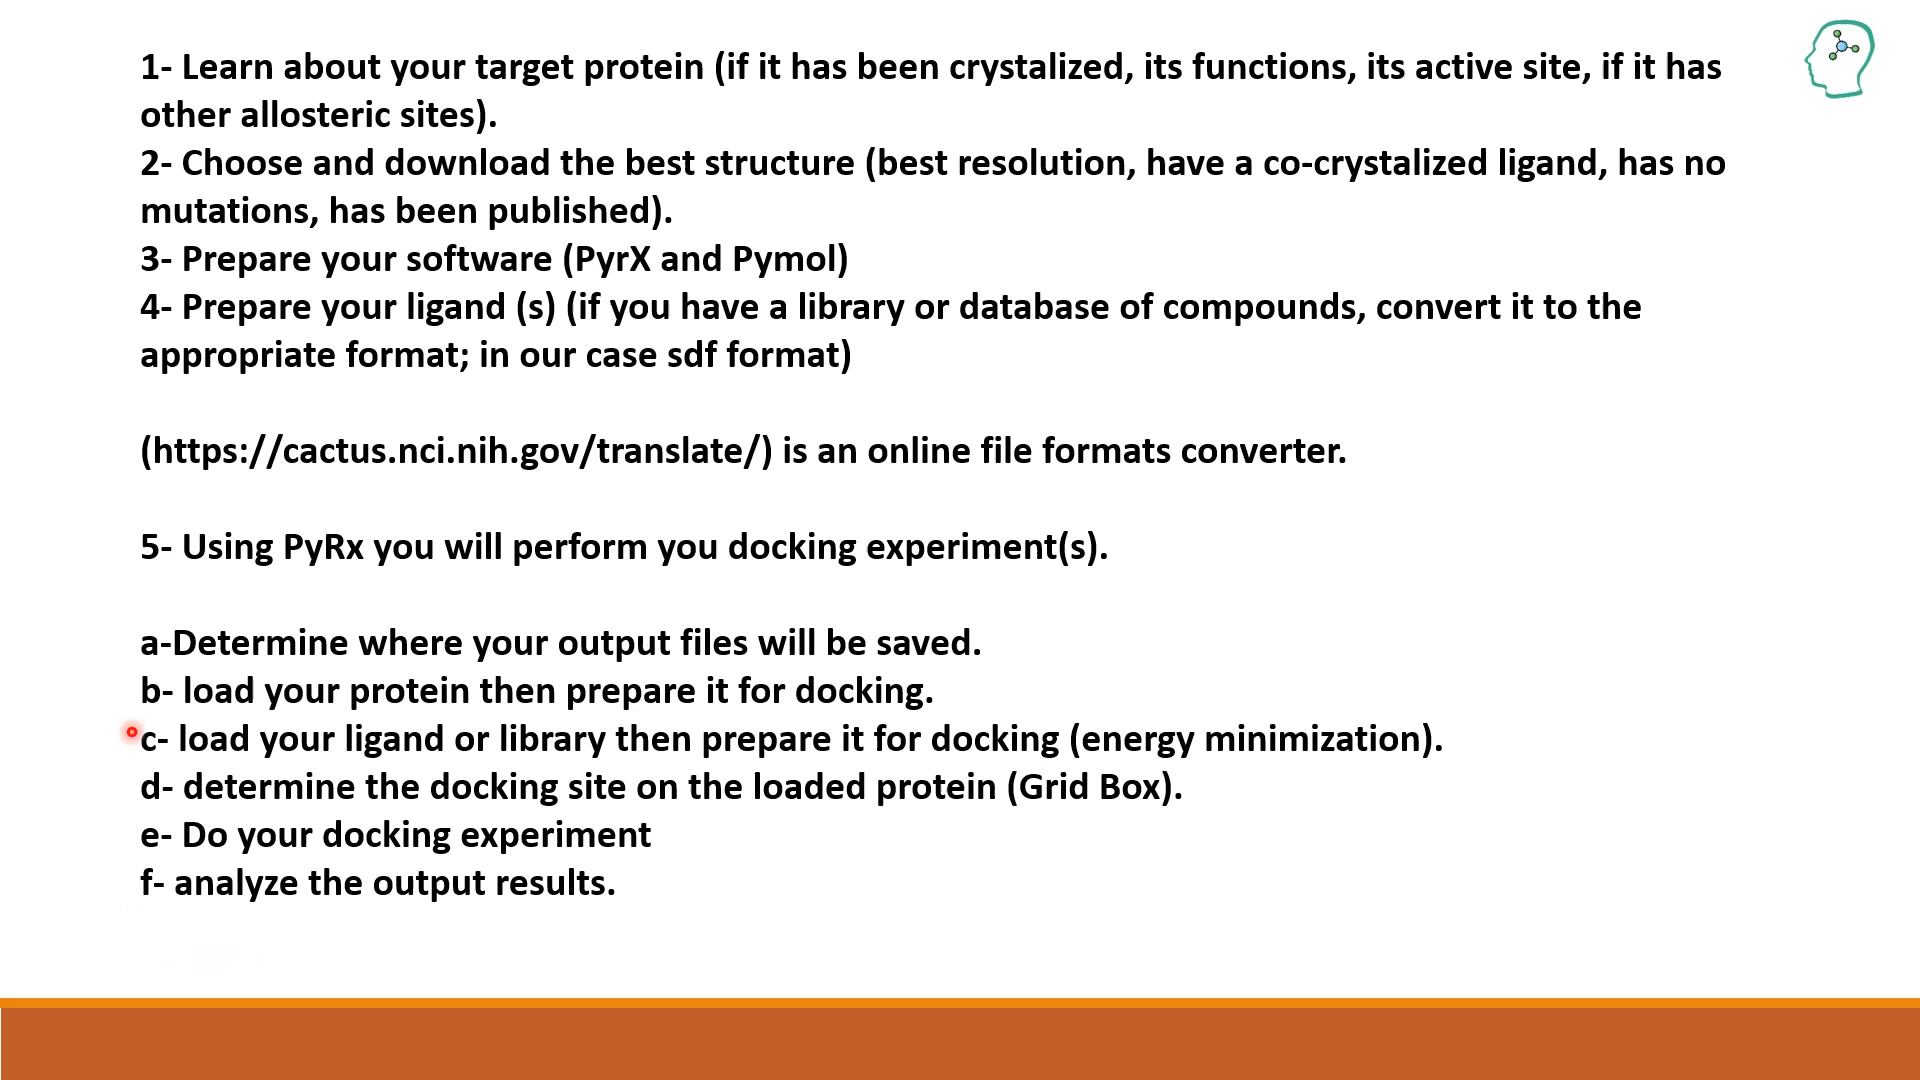 1- Learn about your target protein (if it has been crystalized, its functions, its active site, if it has
other allosteric sites).
2- Choose and download the best structure (best resolution, have a co-crystalized ligand, has no
mutations, has been published).
3- Prepare your software (PyrX and Pymol)
4- Prepare your ligand (s) (if you have a library or database of compounds, convert it to the
appropriate format; in our case sdf format)
(https://cactus.nci.nih.gov/translate/) is an online file formats converter.
5- Using PyRx you will perform you docking experiment(s).
a-Determine where your output files will be saved.
b- load your protein then prepare it for docking.
c- load your ligand or library then prepare it for docking (energy minimization).
d- determine the docking site on the loaded protein (Grid Box).
e- Do your docking experiment
f- analyze the output results.